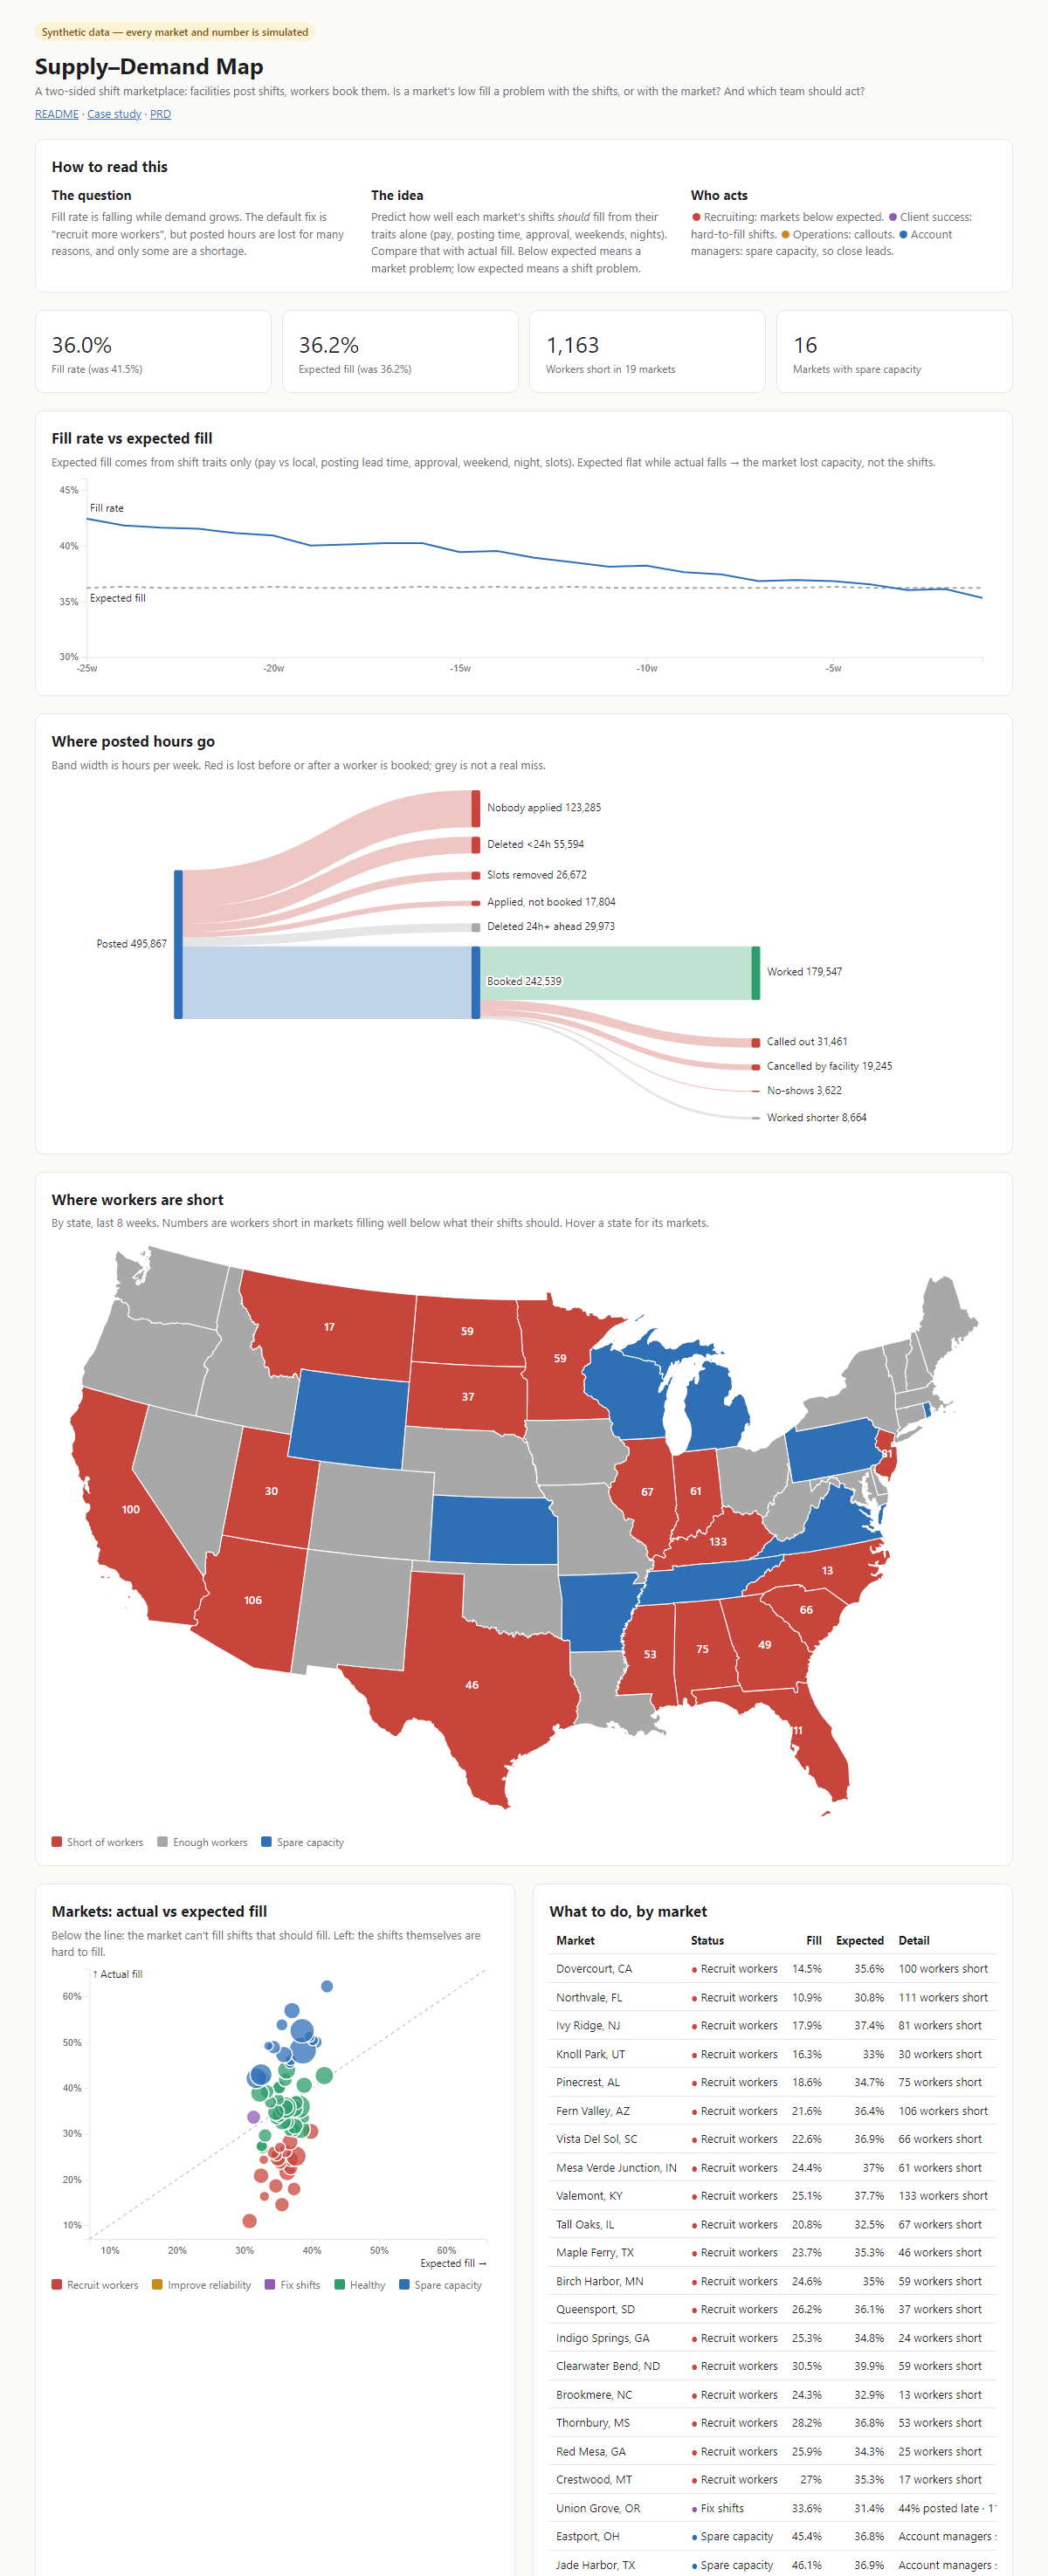 Synthetic data — every market and number is simulated
Supply–Demand Map
A two-sided shift marketplace: facilities post shifts, workers book them. Is a market's low fill a problem with the shifts, or with the market? And which team should act?
README · Case study · PRD
How to read this
The question
Fill rate is falling while demand grows. The default fix is
"recruit more workers", but posted hours are lost for many
reasons, and only some are a shortage.
The idea
Predict how well each market's shifts should fill from their
traits alone (pay, posting time, approval, weekends, nights).
Compare that with actual fill. Below expected means a
market problem; low expected means a shift problem.
Who acts
Recruiting: markets below expected. Client success:
hard-to-fill shifts. Operations: callouts. Account
managers: spare capacity, so close leads.
36.0%
Fill rate (was 41.5%)
36.2%
Expected fill (was 36.2%)
1,163
Workers short in 19 markets
16
Markets with spare capacity
Fill rate vs expected fill
Expected fill comes from shift traits only (pay vs local, posting lead time, approval, weekend, night, slots). Expected flat while actual falls → the market lost capacity, not the shifts.
45%
Fill rate
40%
35%
Expected fill
30%
-25w -20w -15w -10w -5w
Where posted hours go
Band width is hours per week. Red is lost before or after a worker is booked; grey is not a real miss.
Nobody applied 123,285
Deleted <24h 55,594
Slots removed 26,672
Applied, not booked 17,804
Deleted 24h+ ahead 29,973
Posted 495,867
Booked 242,539
Worked 179,547
Called out 31,461
Cancelled by facility 19,245
No-shows 3,622
Worked shorter 8,664
Where workers are short
By state, last 8 weeks. Numbers are workers short in markets filling well below what their shifts should. Hover a state for its markets.
17
59
59
37
81
100
30
67
61
133
106
13
66
53
75
49
46
111
Short of workers Enough workers Spare capacity
Markets: actual vs expected fill
Below the line: the market can't fill shifts that should fill. Left: the shifts themselves are
hard to fill.
↑ Actual fill
60%
50%
40%
30%
20%
10%
10% 20% 30% 40% 50% 60%
Expected fill →
Recruit workers Improve reliability Fix shifts Healthy Spare capacity
What to do, by market
Market Status Fill Expected Detail
Dovercourt, CA Recruit workers 14.5% 35.6% 100 workers short
Northvale, FL Recruit workers 10.9% 30.8% 111 workers short
Ivy Ridge, NJ Recruit workers 17.9% 37.4% 81 workers short
Knoll Park, UT Recruit workers 16.3% 33% 30 workers short
Pinecrest, AL Recruit workers 18.6% 34.7% 75 workers short
Fern Valley, AZ Recruit workers 21.6% 36.4% 106 workers short
Vista Del Sol, SC Recruit workers 22.6% 36.9% 66 workers short
Mesa Verde Junction, IN Recruit workers 24.4% 37% 61 workers short
Valemont, KY Recruit workers 25.1% 37.7% 133 workers short
Tall Oaks, IL Recruit workers 20.8% 32.5% 67 workers short
Maple Ferry, TX Recruit workers 23.7% 35.3% 46 workers short
Birch Harbor, MN Recruit workers 24.6% 35% 59 workers short
Queensport, SD Recruit workers 26.2% 36.1% 37 workers short
Indigo Springs, GA Recruit workers 25.3% 34.8% 24 workers short
Clearwater Bend, ND Recruit workers 30.5% 39.9% 59 workers short
Brookmere, NC Recruit workers 24.3% 32.9% 13 workers short
Thornbury, MS Recruit workers 28.2% 36.8% 53 workers short
Red Mesa, GA Recruit workers 25.9% 34.3% 25 workers short
Crestwood, MT Recruit workers 27% 35.3% 17 workers short
Union Grove, OR Fix shifts 33.6% 31.4% 44% posted late ·
Eastport, OH Spare capacity 45.4% 36.8% Account managers
Jade Harbor, TX Spare capacity 46.1% 36.9% Account managers